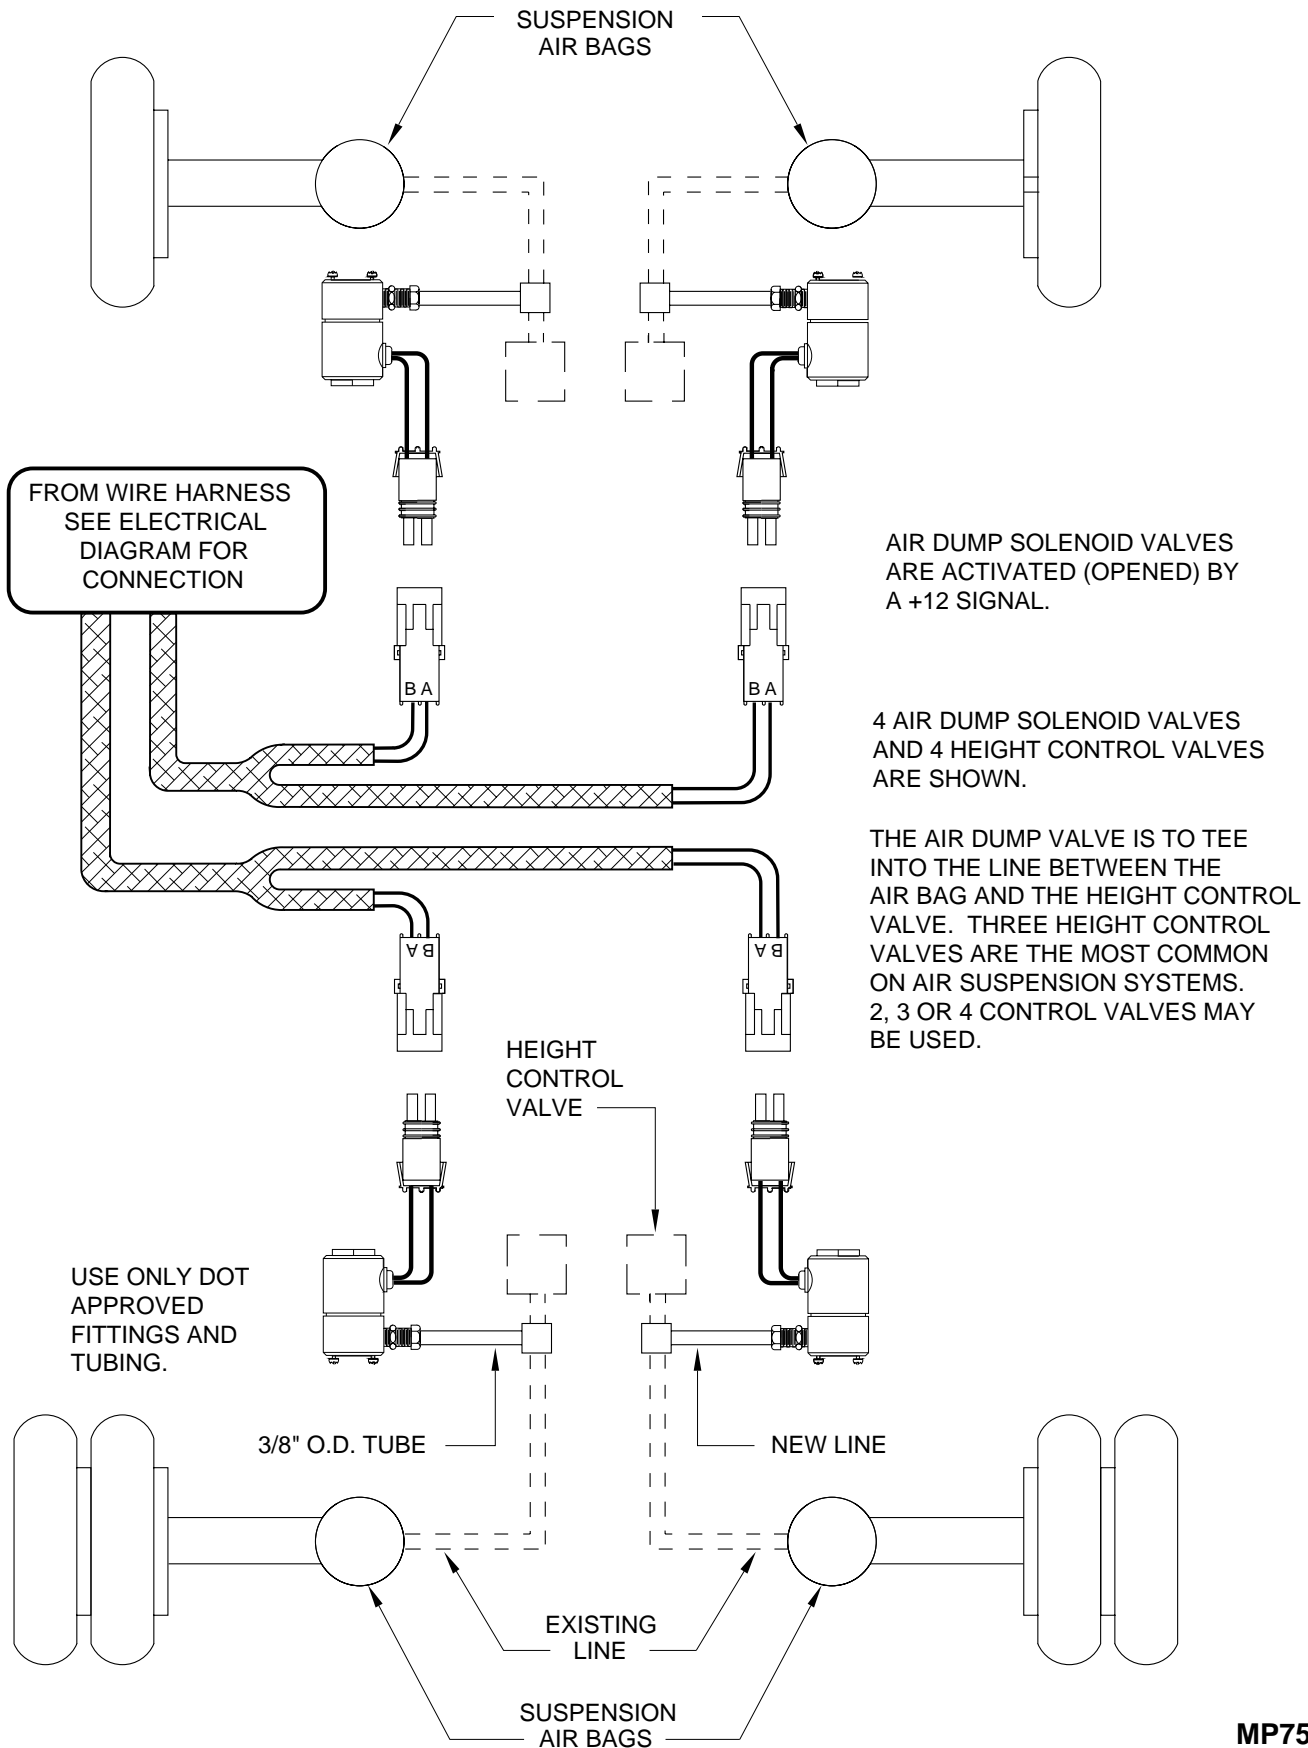 SUSPENSION
AIR BAGS
FROM WIRE HARNESS
SEE ELECTRICAL
DIAGRAM FOR
CONNECTION
AIR DUMP SOLENOID VALVES
ARE ACTIVATED (OPENED) BY
A +12 SIGNAL.
B A
B A
4 AIR DUMP SOLENOID VALVES
AND 4 HEIGHT CONTROL VALVES
ARE SHOWN.
THE AIR DUMP VALVE IS TO TEE
INTO THE LINE BETWEEN THE
AIR BAG AND THE HEIGHT CONTROL
VALVE.  THREE HEIGHT CONTROL
VALVES ARE THE MOST COMMON
ON AIR SUSPENSION SYSTEMS.
2, 3 OR 4 CONTROL VALVES MAY
BE USED.
B A
B A
HEIGHT
CONTROL
VALVE
USE ONLY DOT
APPROVED
FITTINGS AND
TUBING.
3/8" O.D. TUBE
NEW LINE
EXISTING
LINE
SUSPENSION
AIR BAGS
MP75